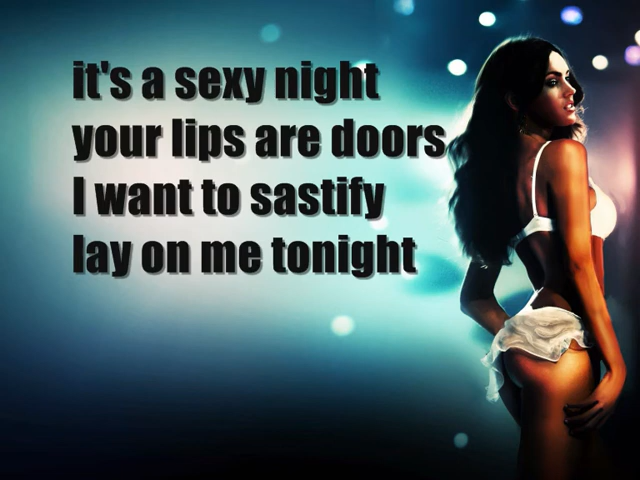 it's a sexy night
your lips are doors
I want to sastify
lay on me tonight